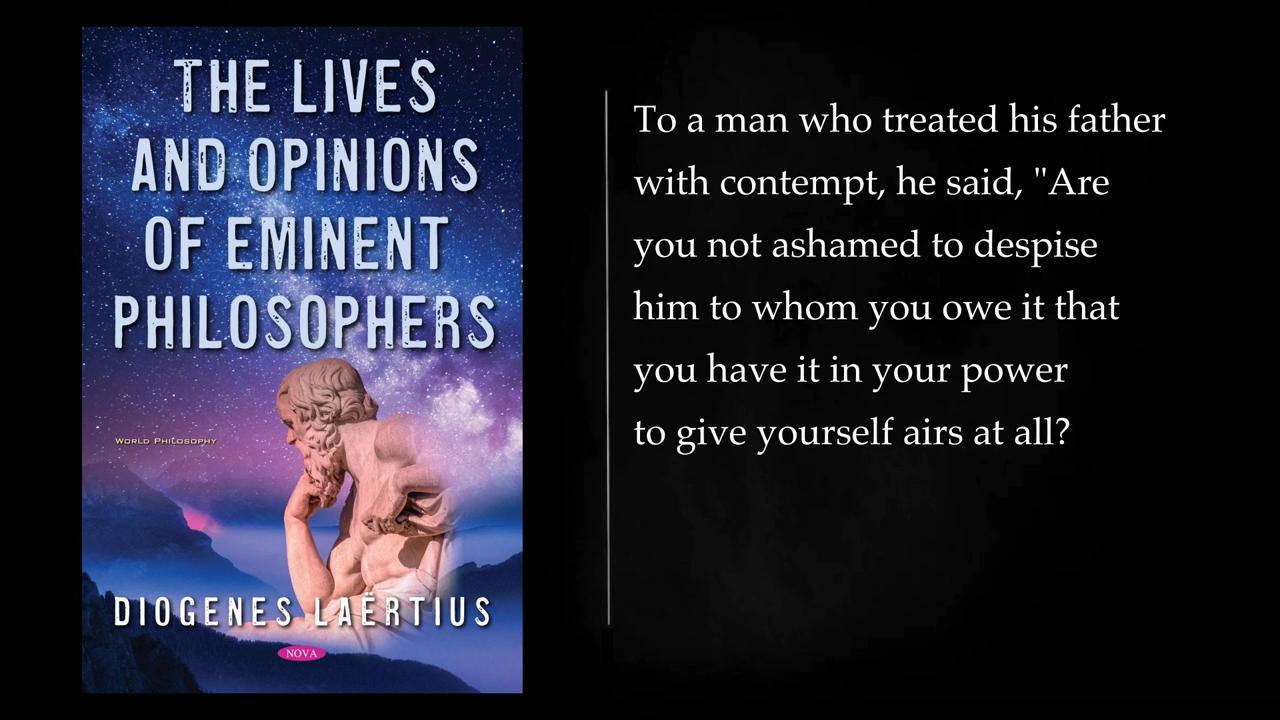 THE LIVES
AND OPINIONS
OF EMINENT
PHILOSOPHERS
WORLD PHILOSOPHY
DIOGENES LAËRTIUS
NOVA
To a man who treated his father
with contempt, he said, "Are
you not ashamed to despise
him to whom you owe it that
you have it in your power
to give yourself airs at all?